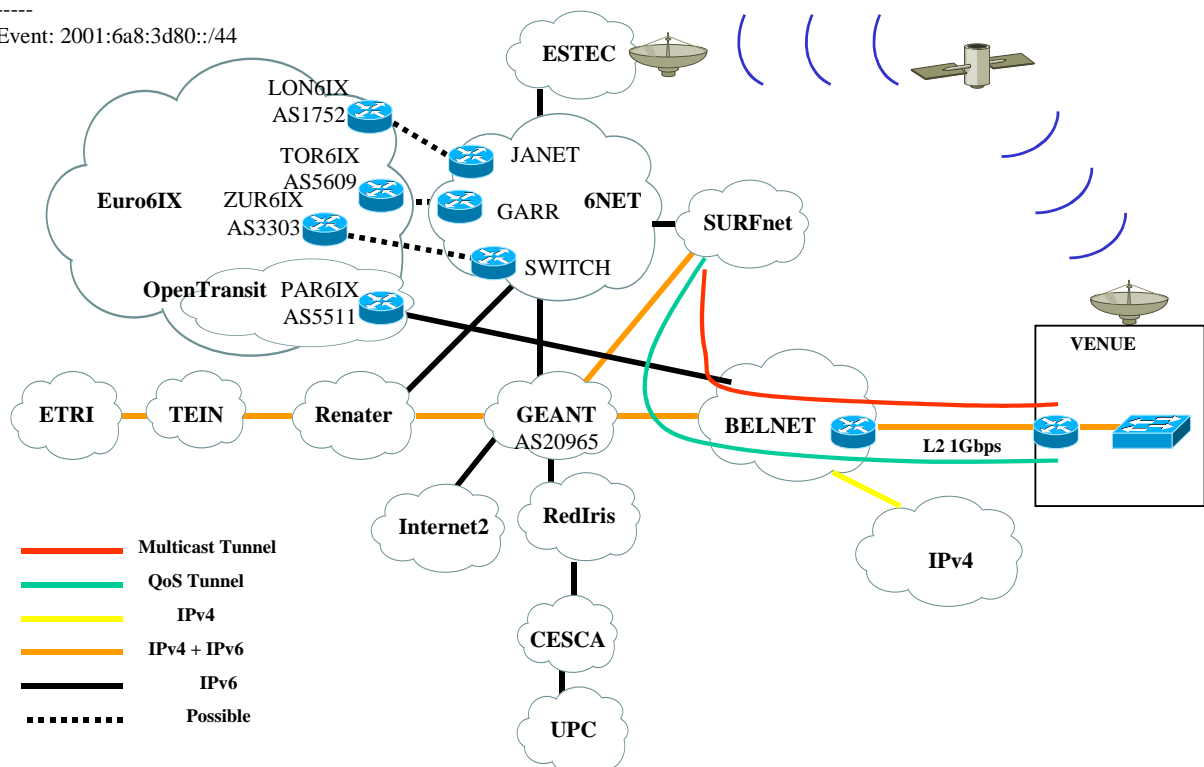 -----
Event: 2001:6a8:3d80::/44
ESTEC
LON6IX
AS1752
JANET
TOR6IX
AS5609
Euro6IX
ZUR6IX
AS3303
GARR
6NET
SURFnet
SWITCH
OpenTransit
PAR6IX
AS5511
VENUE
ETRI
TEIN
Renater
GEANT
AS20965
BELNET
L2 1Gbps
Internet2
RedIris
IPv4
CESCA
UPC
Multicast Tunnel
QoS Tunnel
IPv4
IPv4 + IPv6
IPv6
Possible